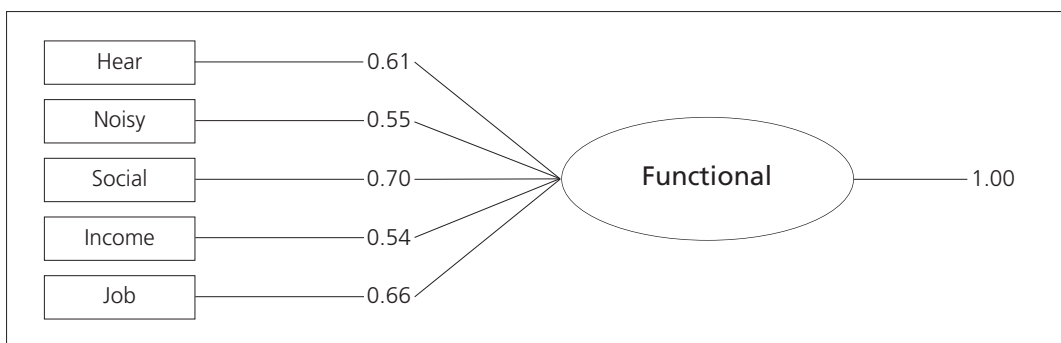 Hear 0.61
Noisy 0.55
Social 0.70 Functional 1.00
Income 0.54
Job 0.66